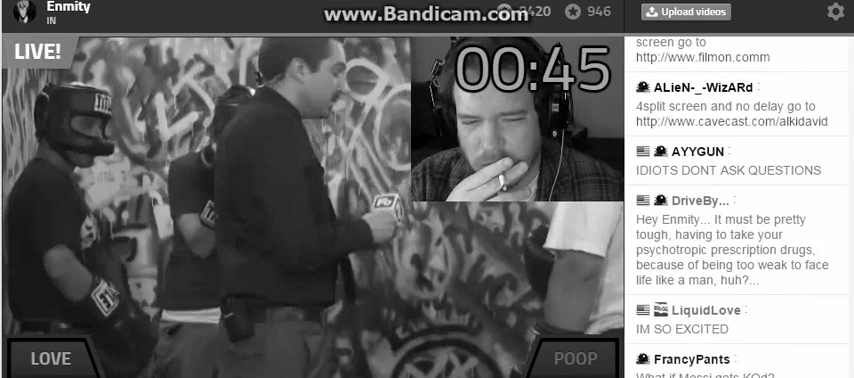 Enmity
IN
www.Bandicam.com
946
Upload videos
LIVE!
00:45
LOVE
POOP
screen go to
http://www.filmon.comm
ALieN-_-WizARd :
4split screen and no delay go to
http://www.cavecast.com/alkidavid
AYYGUN :
IDIOTS DONT ASK QUESTIONS
DriveBy... :
Hey Enmity... It must be pretty
tough, having to take your
psychotropic prescription drugs,
because of being too weak to face
life like a man, huh?...
LiquidLove :
IM SO EXCITED
FrancyPants :
What if Messi gets KOd?